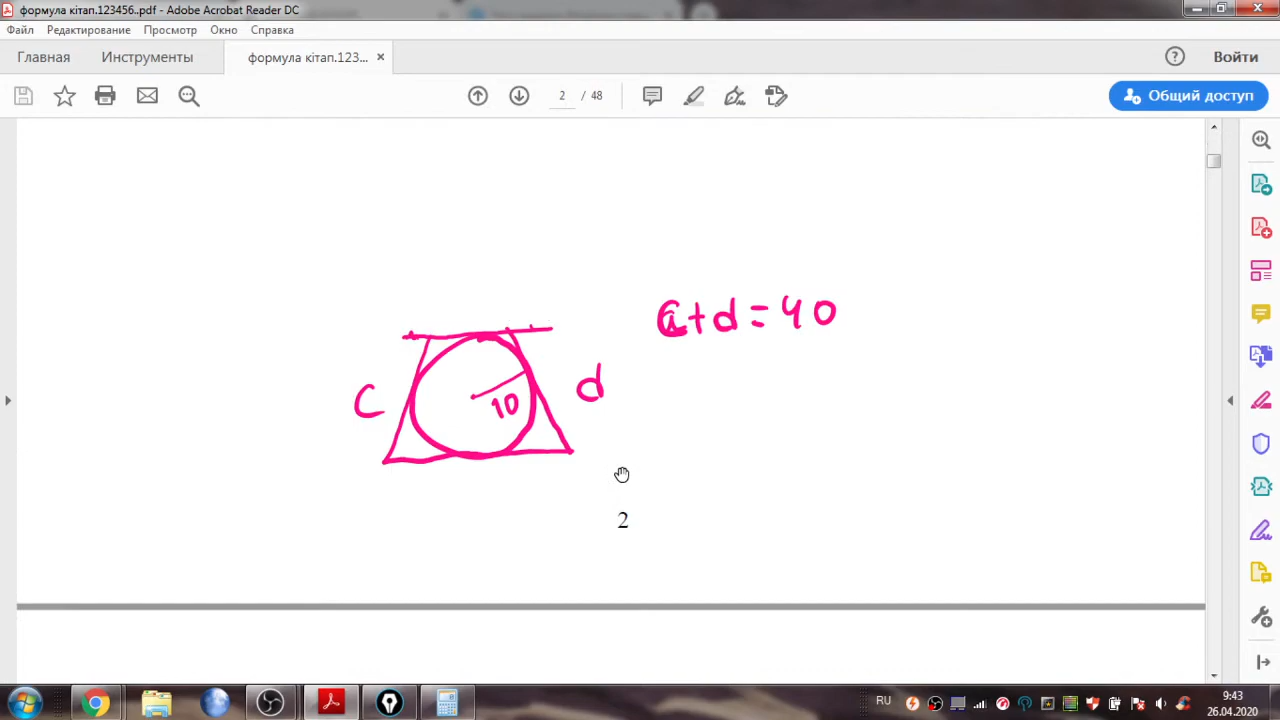 формула кітап.123456..pdf - Adobe Acrobat Reader DC
Файл Редактирование Просмотр Окно Справка
Главная Инструменты формула кітап.123...
Войти
2 / 48
Общий доступ
+d=40
c
d
10
2
RU
9:43
26.04.2020